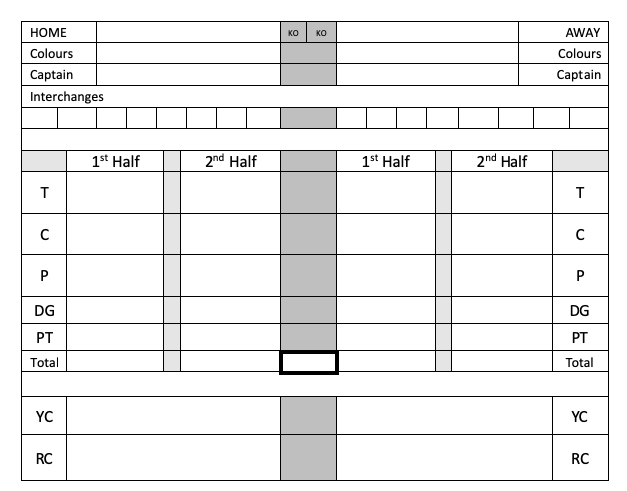 HOME KO KO AWAY
Colours Colours
Captain Captain
Interchanges
1st Half 2nd Half 1st Half 2nd Half
T T
C C
P P
DG DG
PT PT
Total Total
YC YC
RC RC